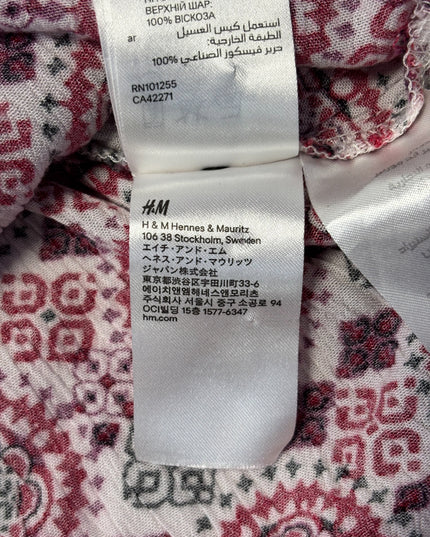 ВЕРХНІЙ ШАР:
100% ВІСКОЗА
ar
استعمل كيس الغسيل
الطبقة الخارجية:
حرير فيسكوز الصناعي %100
RN101255
CA42271
H&M
H & M Hennes & Mauritz
106 38 Stockholm, Sweden
エイチ・アンド・エム
ヘネス・アンド・マウリッツ
ジャパン株式会社
東京都渋谷区宇田川町33-6
에이치앤엠헤네스앤모리츠
주식회사 서울시 중구 소공로 94
OCI빌딩 15층 1577-6347
hm.com